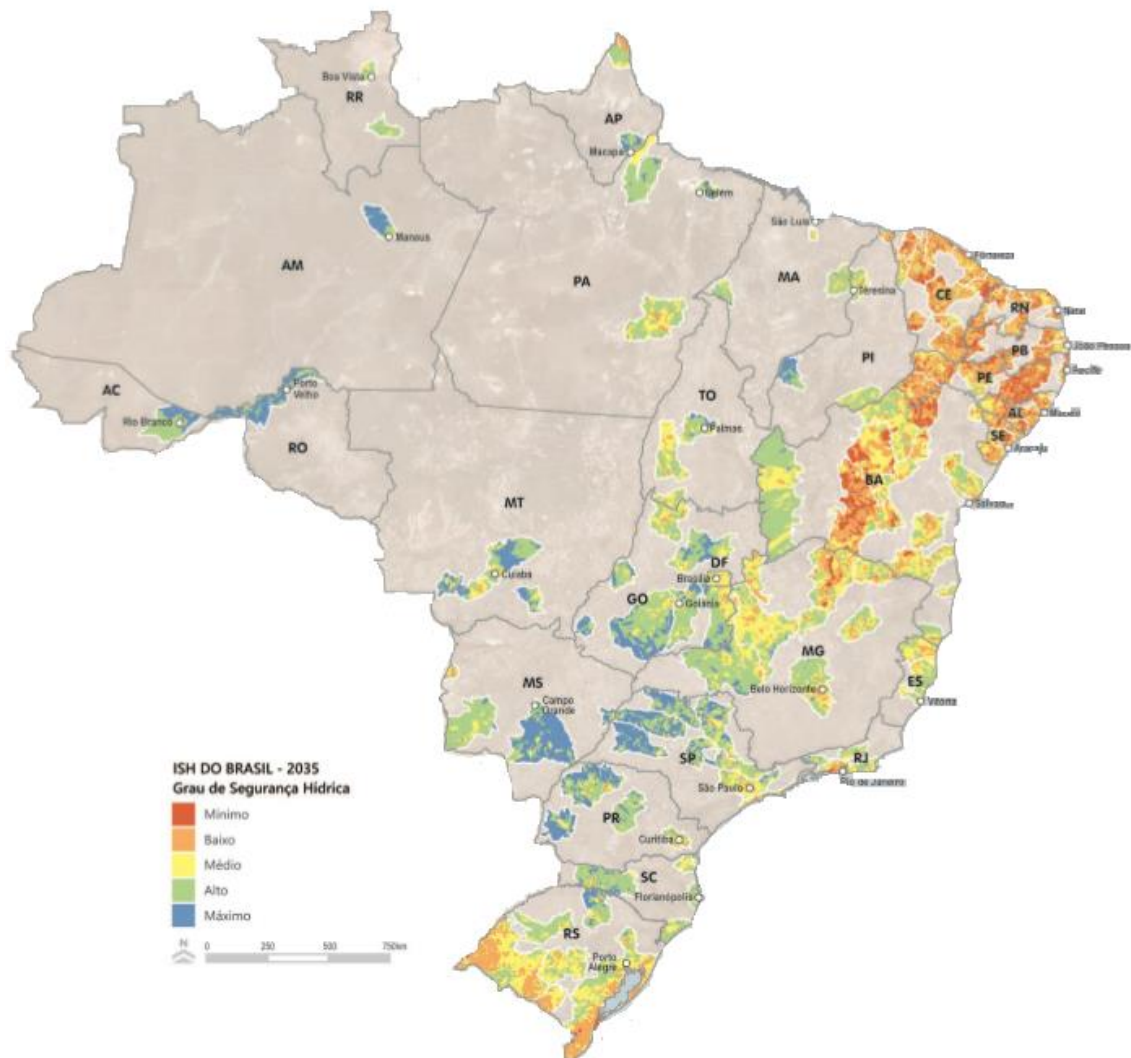 Boa Vista
RR
AP
Macapá
Belém
São Luís
Manaus
AM
PA
MA
Teresina
Fortaleza
CE
RN
Natal
PB
João Pessoa
PI
PE
Recife
AL
Maceió
SE
Aracaju
AC
Porto
Velho
Rio Branco
RO
TO
Palmas
BA
Salvador
MT
Cuiabá
DF
Brasília
GO
Goiânia
MG
Belo Horizonte
ES
Vitória
MS
Campo
Grande
SP
São Paulo
RJ
Rio de Janeiro
PR
Curitiba
SC
Florianópolis
RS
Porto
Alegre
ISH DO BRASIL - 2035
Grau de Segurança Hídrica
Mínimo
Baixo
Médio
Alto
Máximo
N
0 250 500 750km